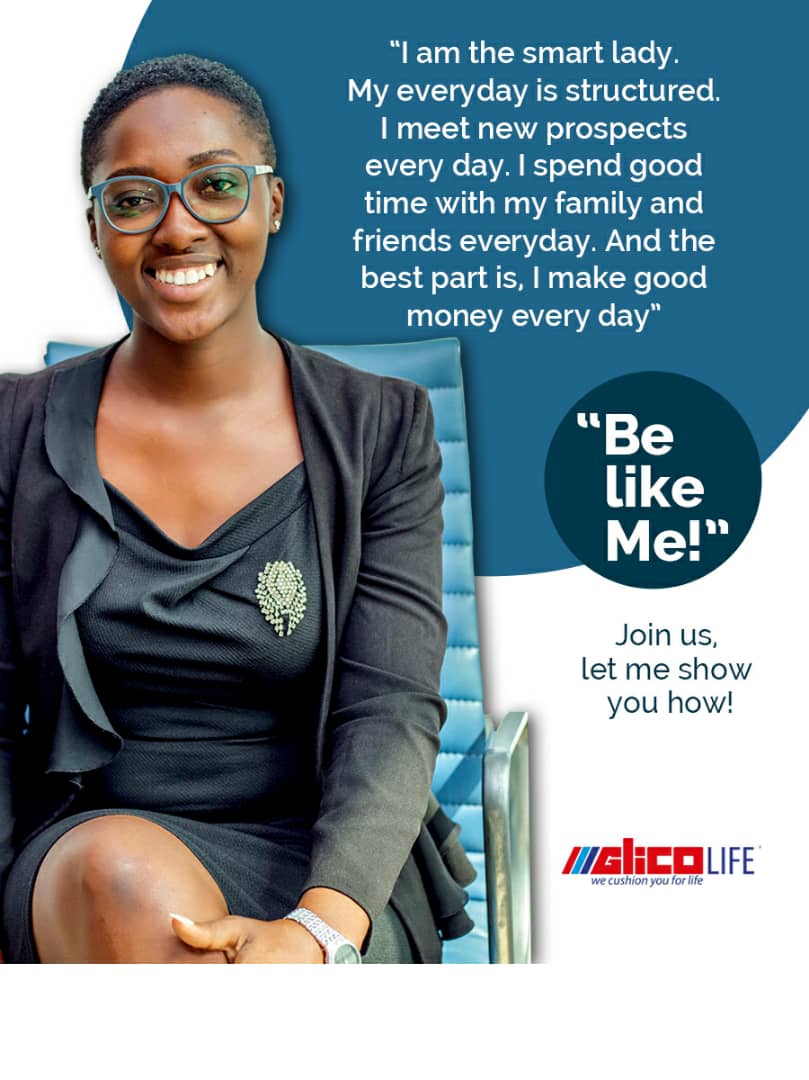 “I am the smart lady.
My everyday is structured.
I meet new prospects
every day. I spend good
time with my family and
friends everyday. And the
best part is, I make good
money every day”
“Be
like
Me!”
Join us,
let me show
you how!
GLICO LIFE
we cushion you for life